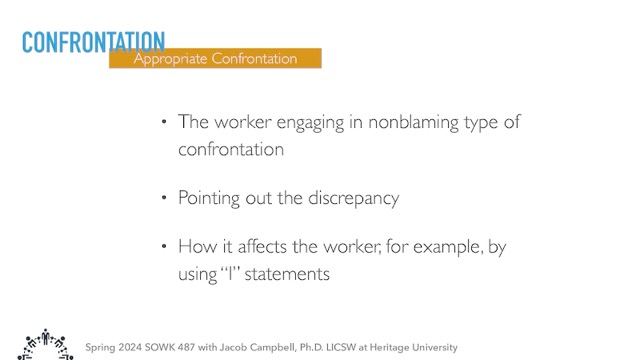 CONFRONTATION
Appropriate Confrontation
• The worker engaging in nonblaming type of
confrontation
• Pointing out the discrepancy
• How it affects the worker, for example, by
using “I” statements
Spring 2024 SOWK 487 with Jacob Campbell, Ph.D. LICSW at Heritage University